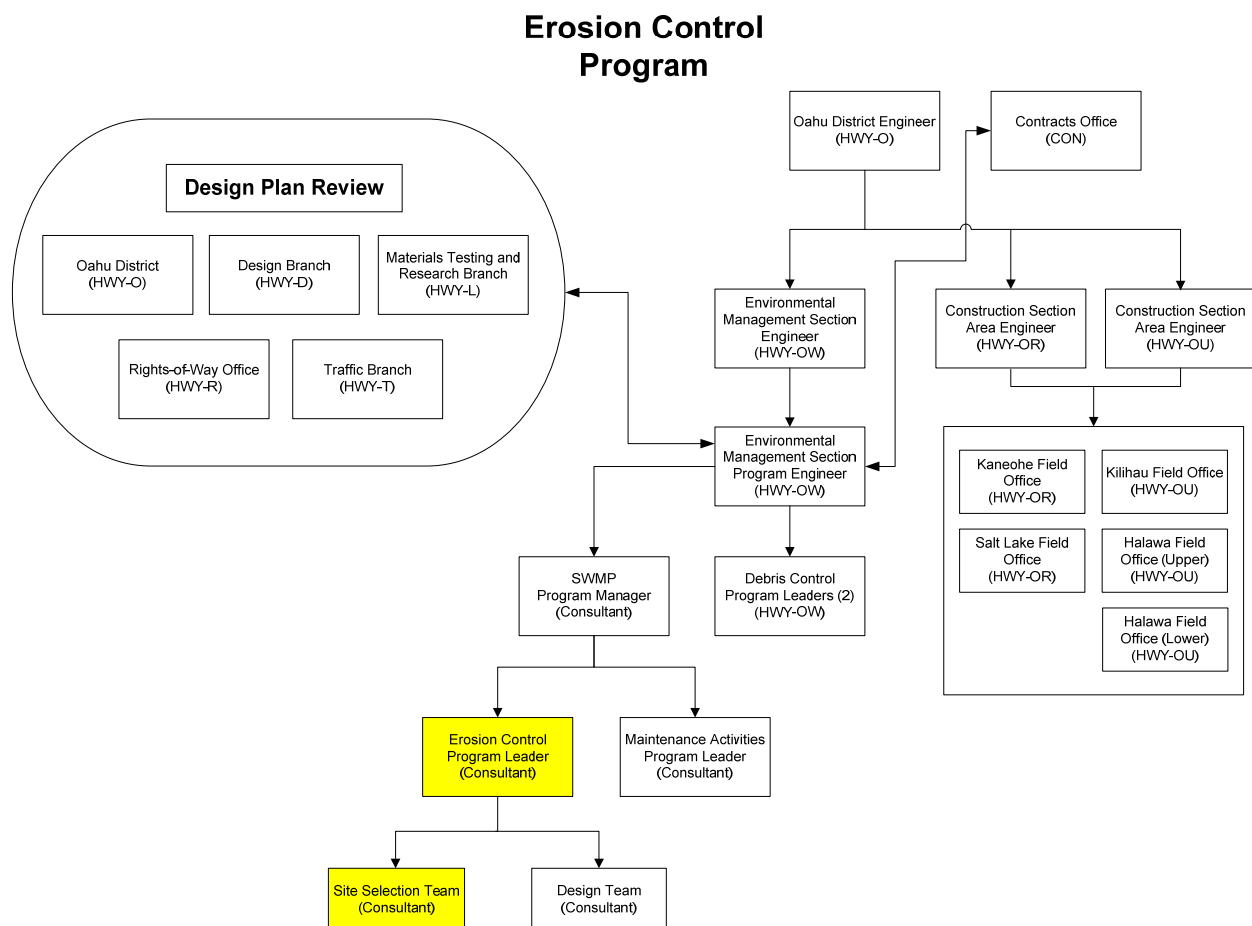 Erosion Control
Program
Oahu District Engineer
(HWY-O)
Contracts Office
(CON)
Design Plan Review
Oahu District
(HWY-O)
Design Branch
(HWY-D)
Materials Testing and
Research Branch
(HWY-L)
Rights-of-Way Office
(HWY-R)
Traffic Branch
(HWY-T)
Environmental
Management Section
Engineer
(HWY-OW)
Construction Section
Area Engineer
(HWY-OR)
Construction Section
Area Engineer
(HWY-OU)
Environmental
Management Section
Program Engineer
(HWY-OW)
Kaneohe Field
Office
(HWY-OR)
Kilihau Field Office
(HWY-OU)
Salt Lake Field
Office
(HWY-OR)
Halawa Field
Office (Upper)
(HWY-OU)
Halawa Field
Office (Lower)
(HWY-OU)
SWMP
Program Manager
(Consultant)
Debris Control
Program Leaders (2)
(HWY-OW)
Erosion Control
Program Leader
(Consultant)
Maintenance Activities
Program Leader
(Consultant)
Site Selection Team
(Consultant)
Design Team
(Consultant)